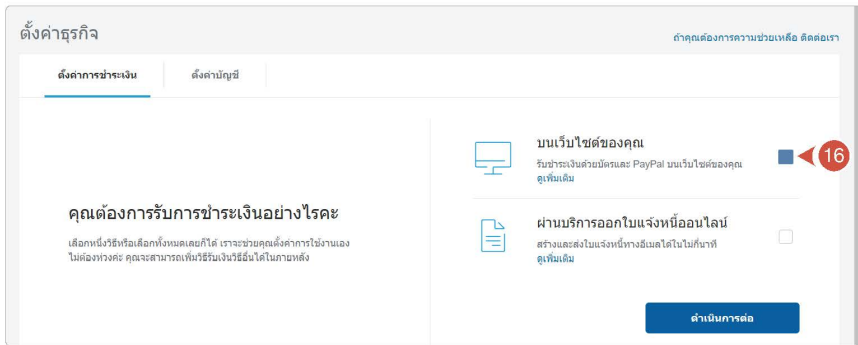 ตั้งค่าธุรกิจ
ถ้าคุณต้องการความช่วยเหลือ ติดต่อเรา
ตั้งค่าการชำระเงิน
ตั้งค่าบัญชี
คุณต้องการรับการชำระเงินอย่างไรคะ
เลือกหนึ่งวิธีหรือเลือกทั้งหมดเลยก็ได้ เราจะช่วยคุณตั้งค่าการใช้งานเอง
ไม่ต้องห่วงค่ะ คุณจะสามารถเพิ่มวิธีรับเงินวิธีอื่นได้ในภายหลัง
บนเว็บไซต์ของคุณ
รับชำระเงินด้วยบัตรและ PayPal บนเว็บไซต์ของคุณ
ดูเพิ่มเติม
16
ผ่านบริการออกใบแจ้งหนี้ออนไลน์
สร้างและส่งใบแจ้งหนี้ทางอีเมลได้ในไม่กี่นาที
ดูเพิ่มเติม
ดำเนินการต่อ